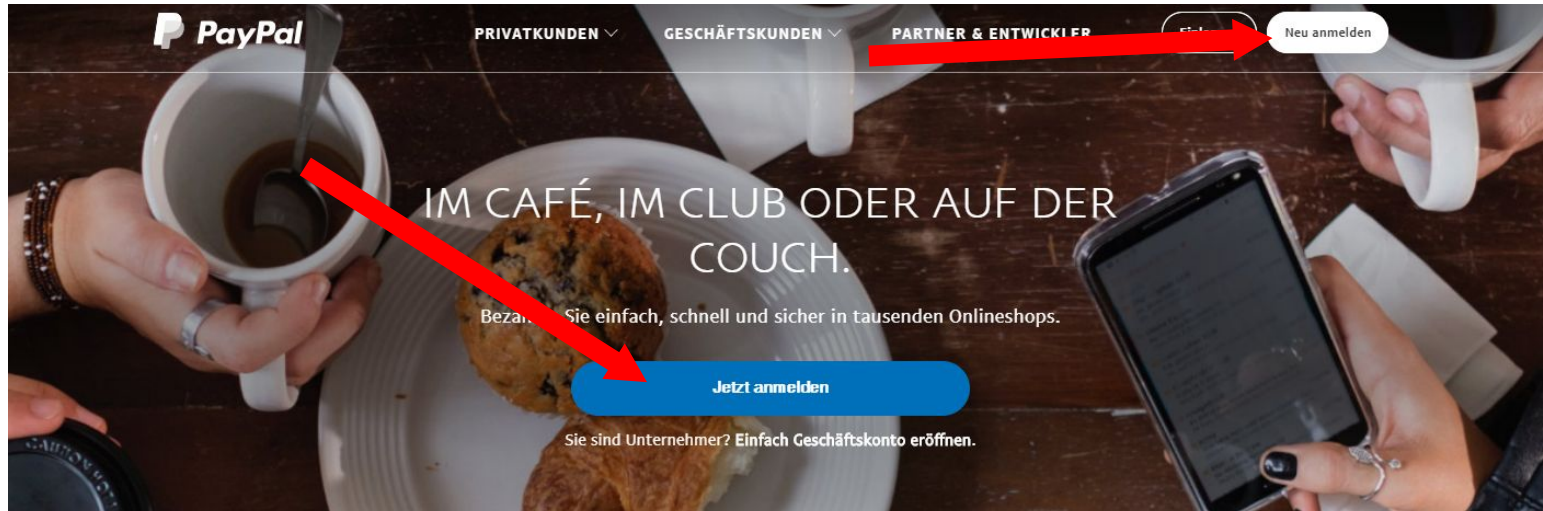 PayPal
PRIVATKUNDEN GESCHÄFTSKUNDEN PARTNER & ENTWICKLER Neu anmelden
IM CAFÉ, IM CLUB ODER AUF DER
COUCH.
Sie einfach, schnell und sicher in tausenden Onlineshops.
Jetzt anmelden
Sie sind Unternehmer? Einfach Geschäftskonto eröffnen.